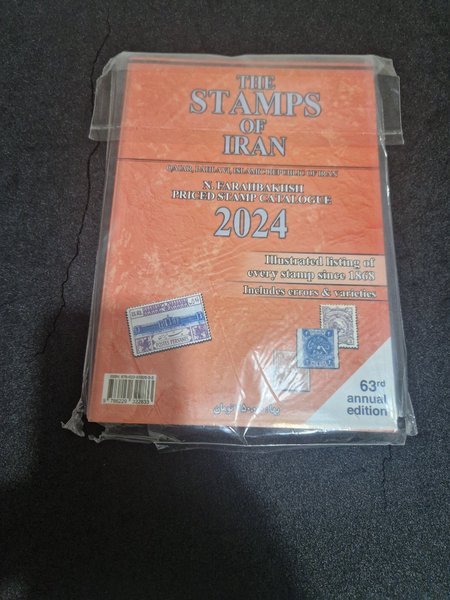 THE
STAMPS
OF
IRAN
QAJAR, PAHLAVI, ISLAMIC REPUBLIC OF IRAN
N. FARAHBAKHSH
PRICED STAMP CATALOGUE
2024
Illustrated listing of
every stamp since 1868
Includes errors & varieties
63rd
annual
edition